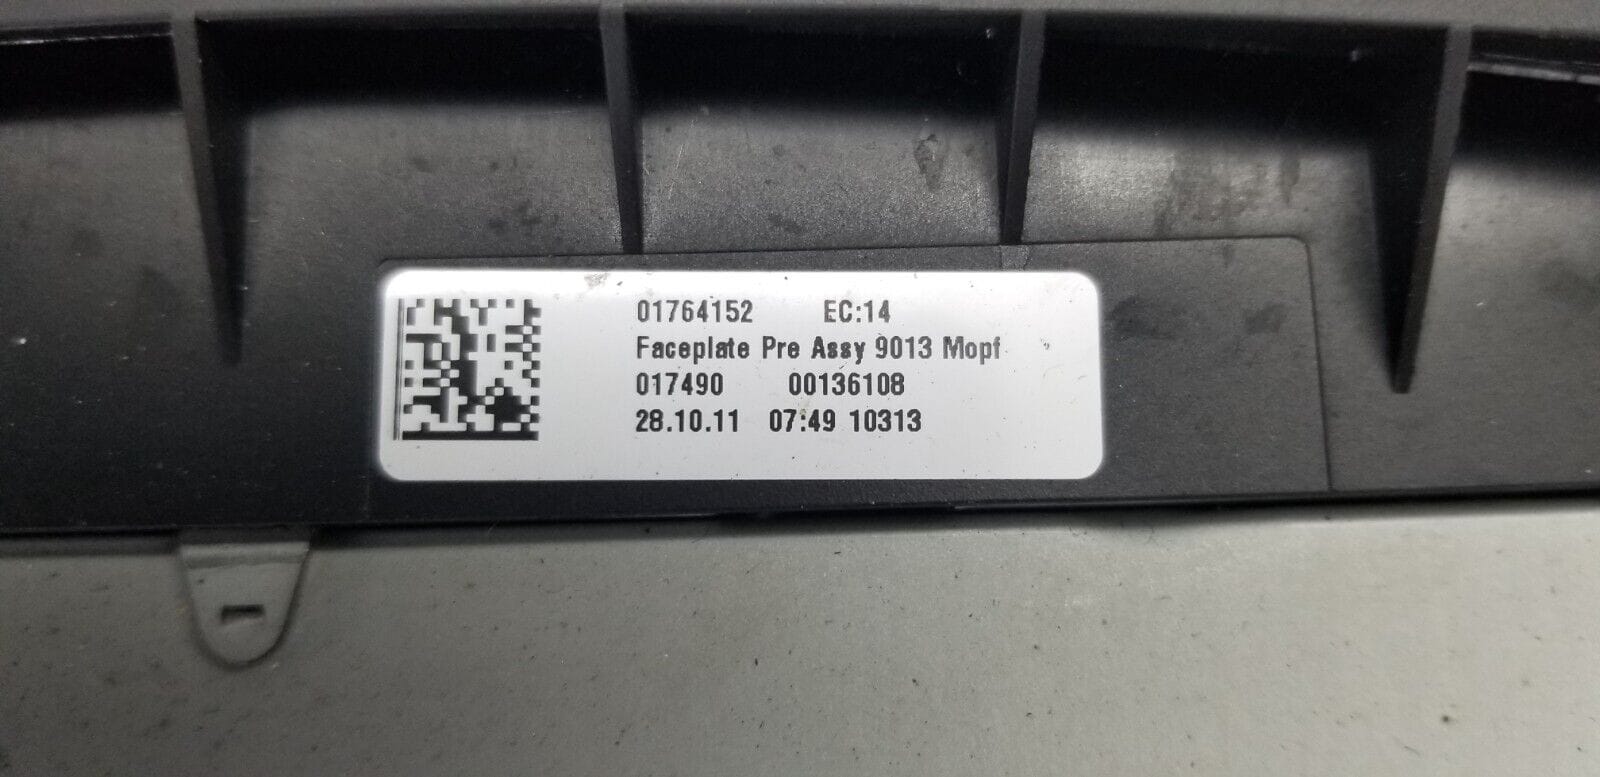 01764152 EC:14
Faceplate Pre Assy 9013 Mopf
017490 00136108
28.10.11 07:49 10313